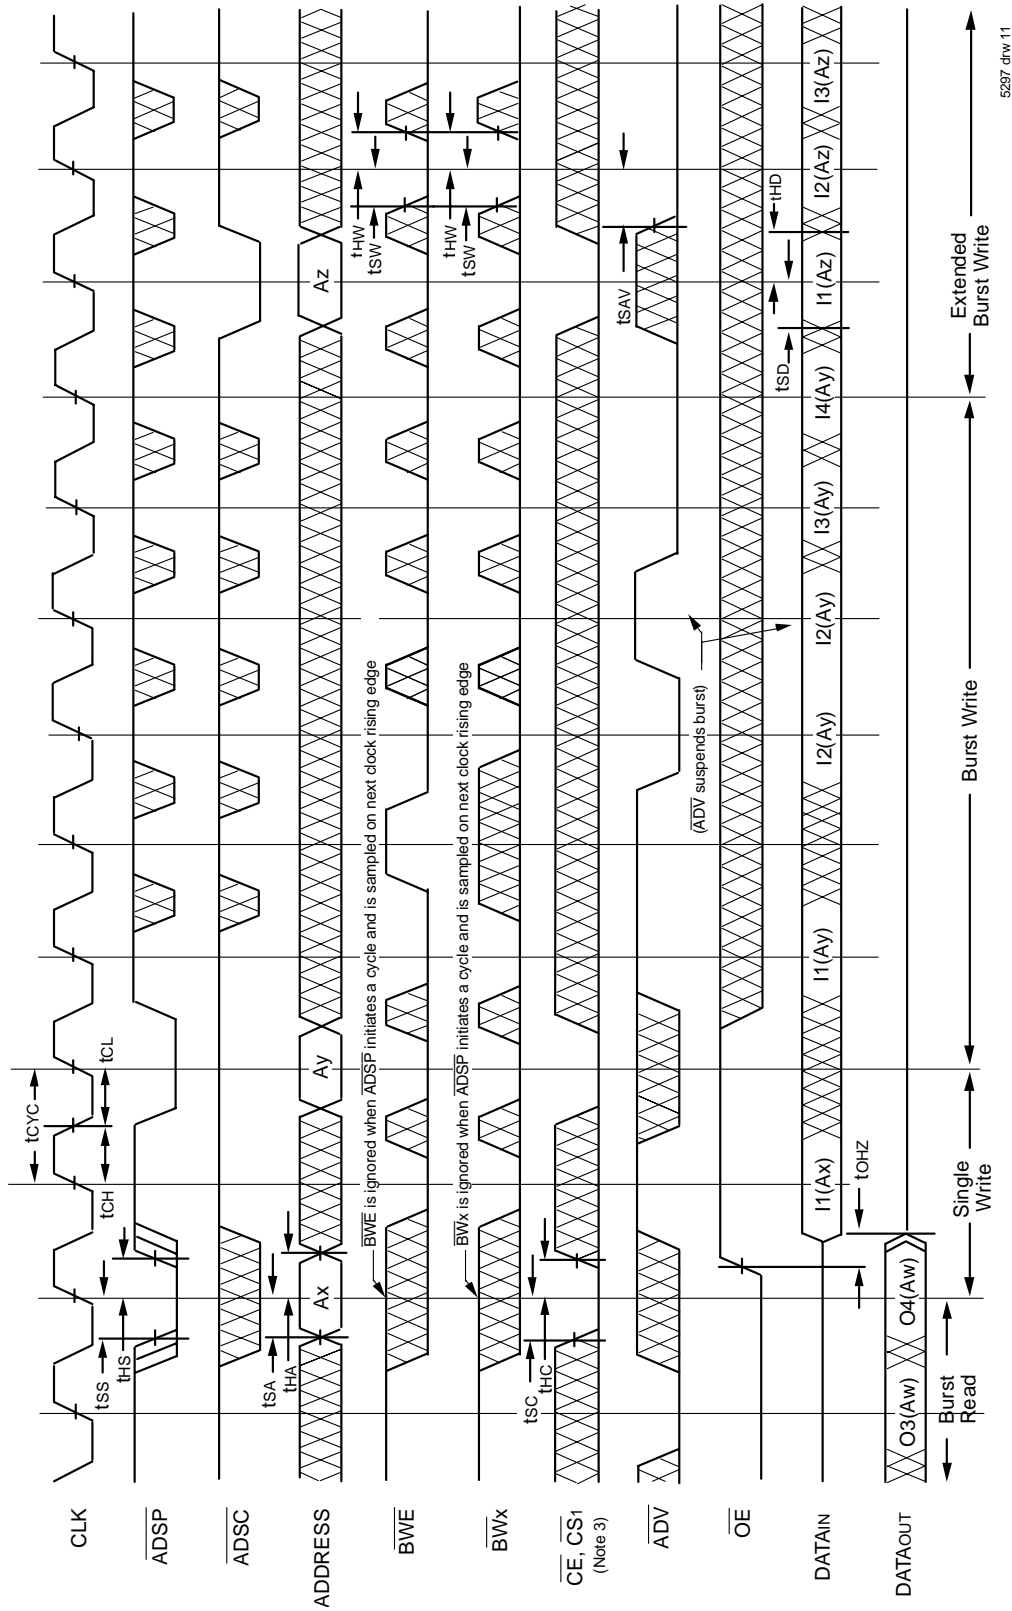 CLK
ADSP
ADSC
ADDRESS
BWE
BWx
CE, CS1
(Note 3)
ADV
OE
DATAIN
DATAOUT
tCYC
tCH
tCL
tSS
tHS
tSA
tHA
Ax
Ay
Az
BWE is ignored when ADSP initiates a cycle and is sampled on next clock rising edge
tHW
tSW
BWx is ignored when ADSP initiates a cycle and is sampled on next clock rising edge
tHW
tSW
tSC
tHC
tSAV
(ADV suspends burst)
tSD
tHD
I1(Ax)
I1(Ay)
I2(Ay)
I2(Ay)
I3(Ay)
I4(Ay)
I1(Az)
I2(Az)
I3(Az)
tOHZ
O3(Aw)
O4(Aw)
Burst
Read
Single
Write
Burst Write
Extended
Burst Write
5297 drw 11